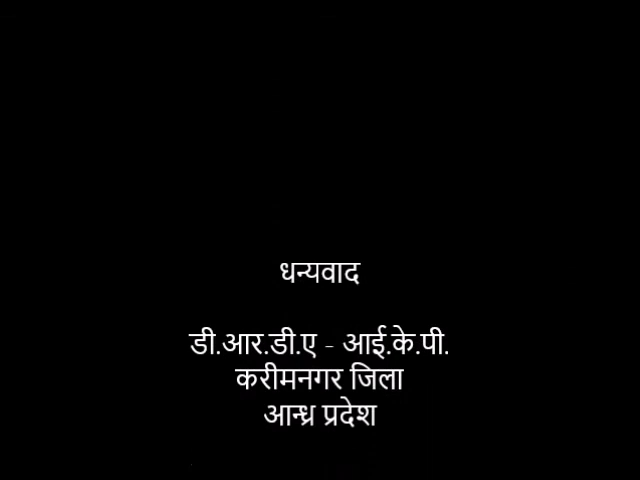 धन्यवाद
डी.आर.डी.ए - आई.के.पी.
करीमनगर जिला
आन्ध्र प्रदेश